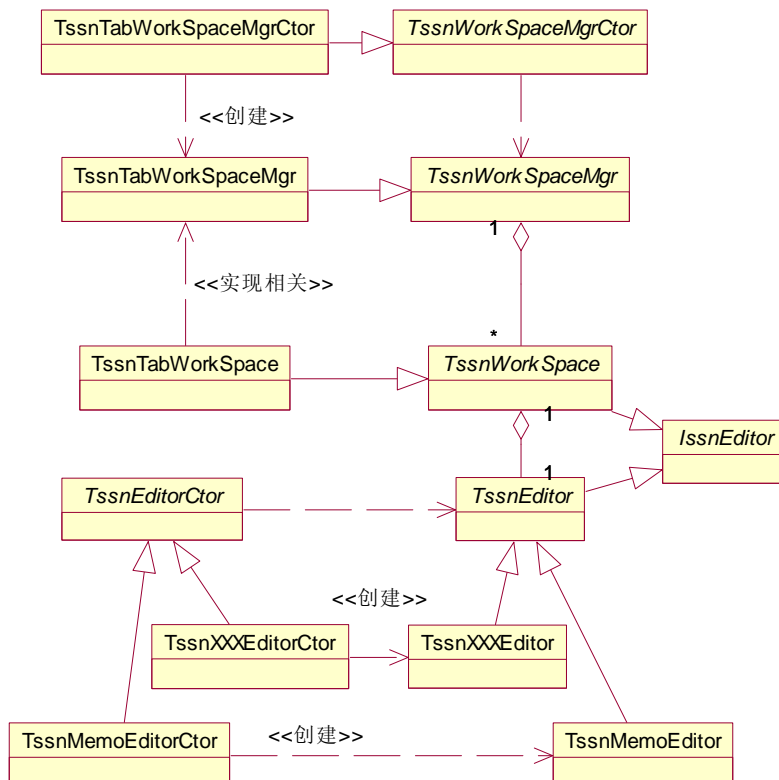 TssnTabWorkSpaceMgrCtor
TssnWorkSpaceMgrCtor
<<创建>>
TssnTabWorkSpaceMgr
TssnWorkSpaceMgr
1
<<实现相关>>
*
TssnTabWorkSpace
TssnWorkSpace
1
IssnEditor
1
TssnEditorCtor
TssnEditor
<<创建>>
TssnXXXEditorCtor
TssnXXXEditor
TssnMemoEditorCtor
<<创建>>
TssnMemoEditor